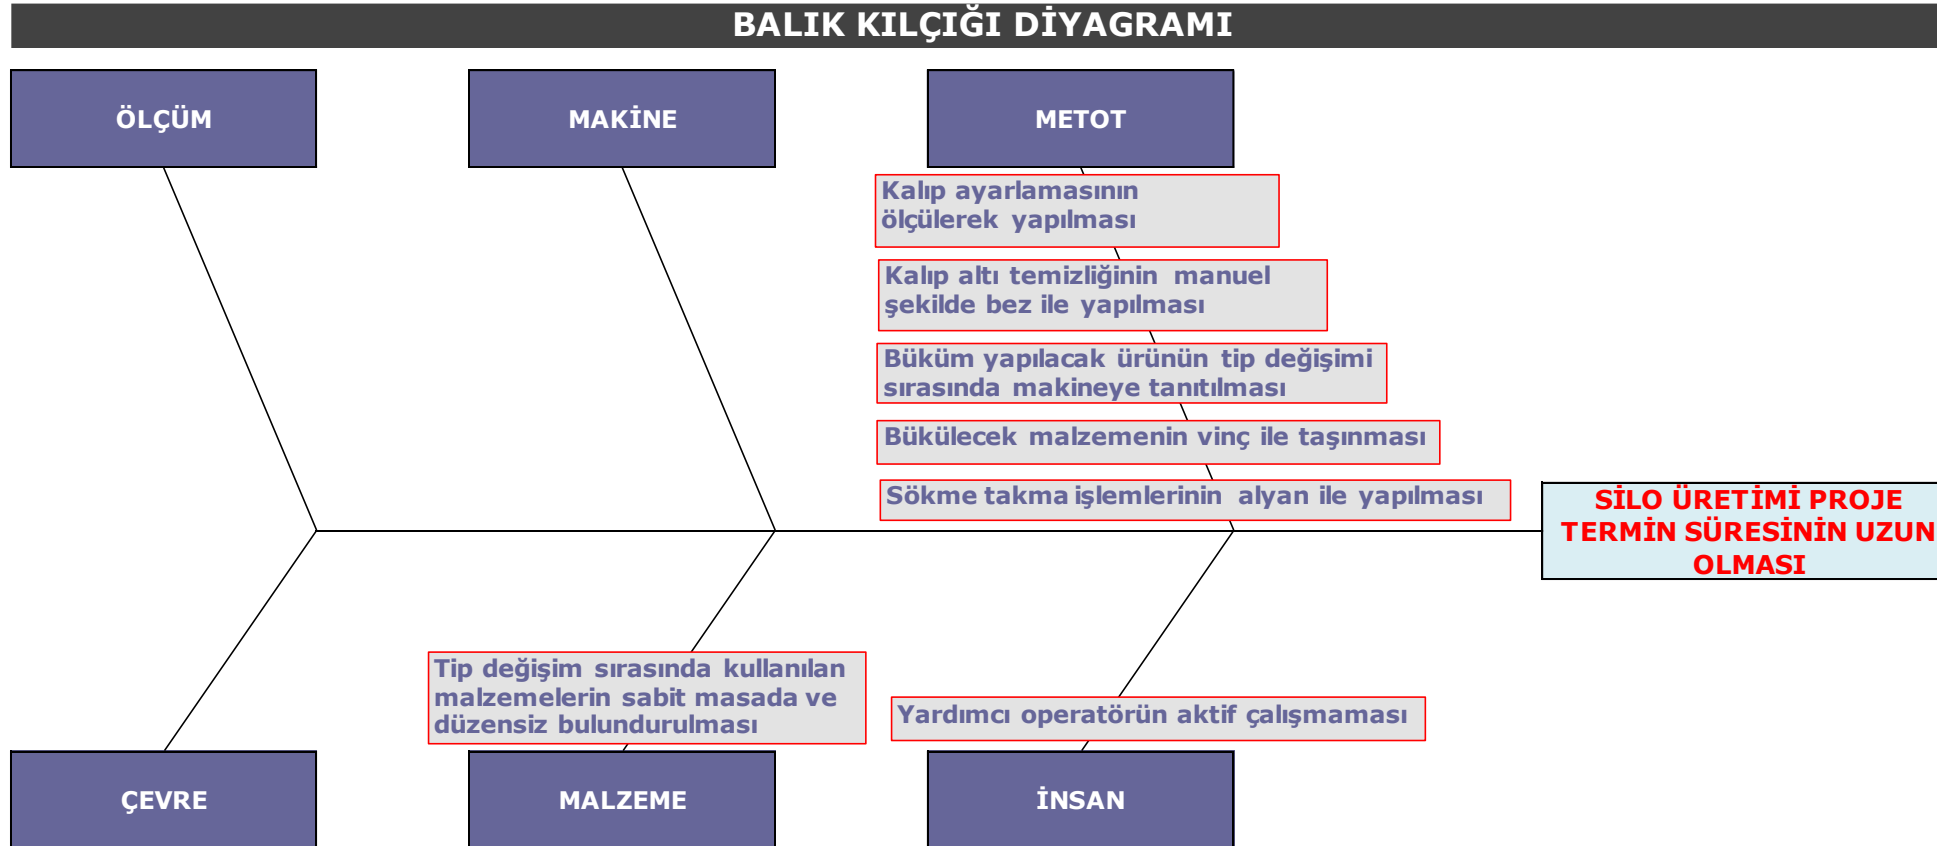 BALIK KILÇIĞI DİYAGRAMI
ÖLÇÜM
MAKİNE
METOT
Kalıp ayarlamasının
ölçülerek yapılması
Kalıp altı temizliğinin manuel
şekilde bez ile yapılması
Büküm yapılacak ürünün tip değişimi
sırasında makineye tanıtılması
Bükülecek malzemenin vinç ile taşınması
Sökme takma işlemlerinin alyan ile yapılması
SİLO ÜRETİMİ PROJE
TERMİN SÜRESİNİN UZUN
OLMASI
Tip değişim sırasında kullanılan
malzemelerin sabit masada ve
düzensiz bulundurulması
Yardımcı operatörün aktif çalışmaması
ÇEVRE
MALZEME
İNSAN